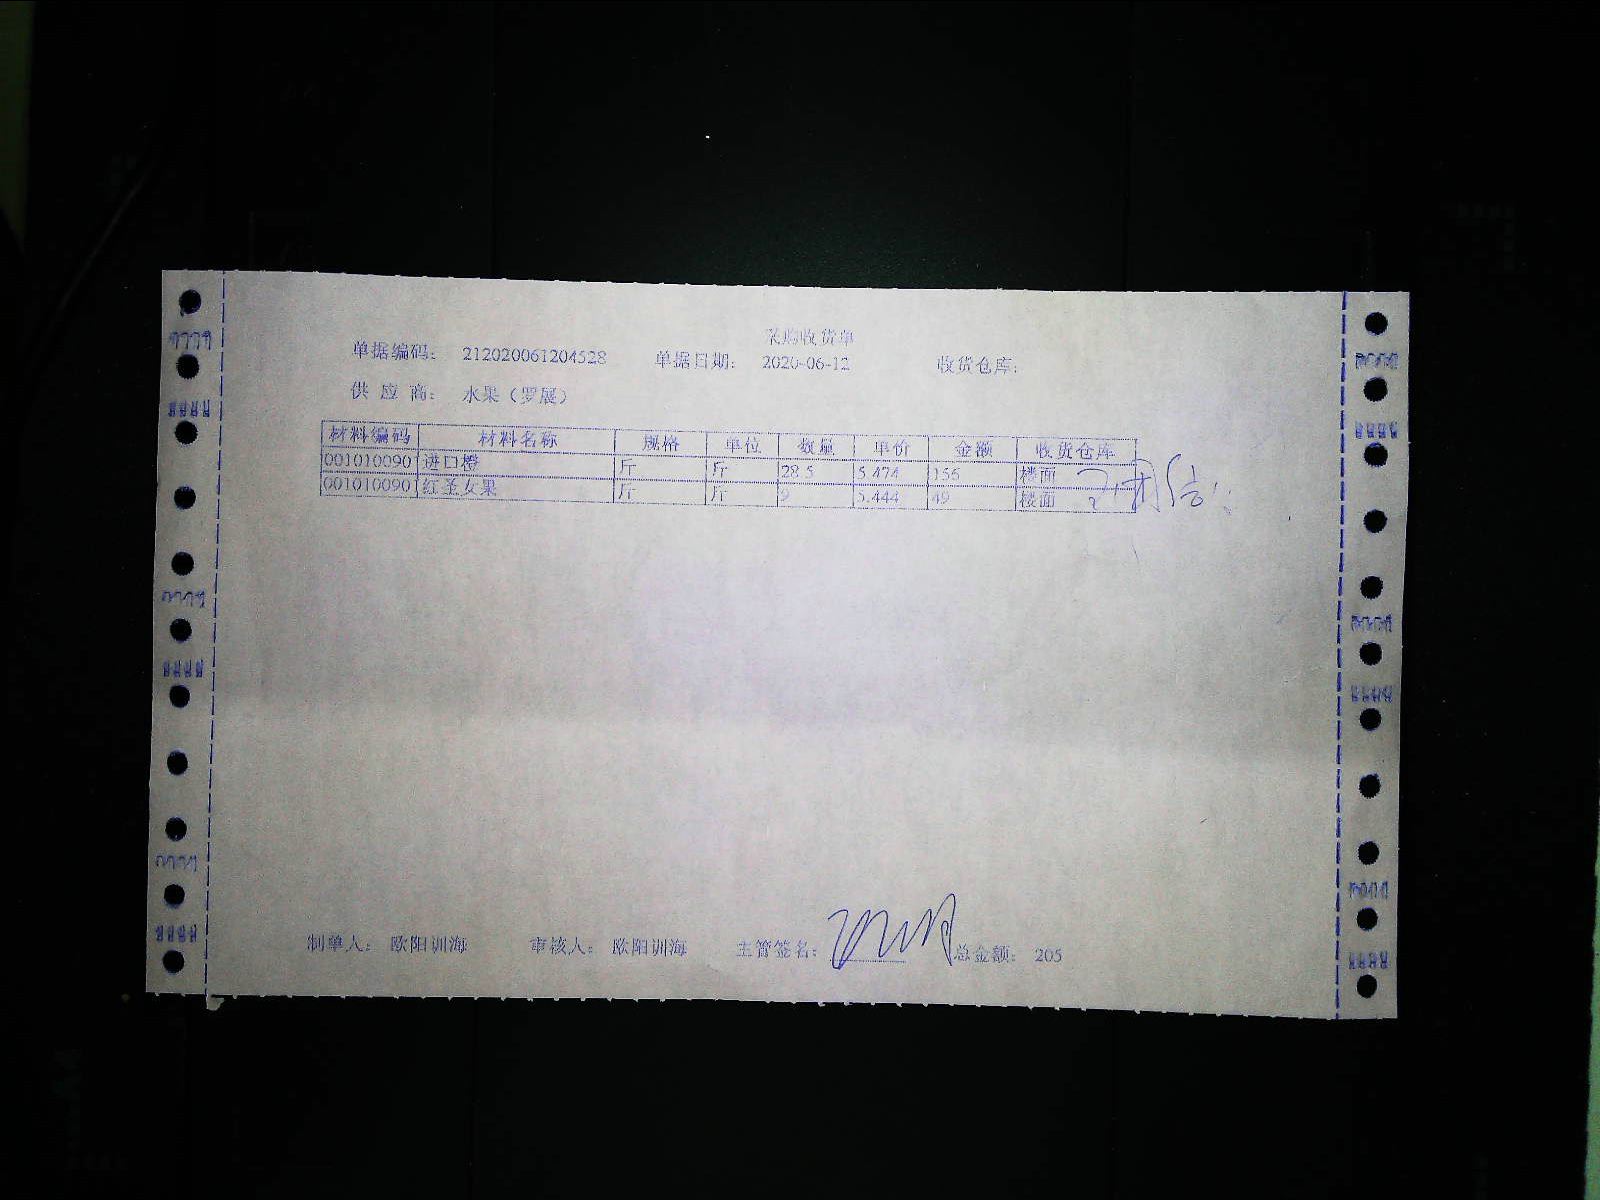 采购收货单
单据编码: 212020061204528 单据日期: 2020-06-12 收货仓库:
供应商: 水果（罗展）
材料编码 材料名称 规格 单位 数量 单价 金额 收货仓库
001010090 进口橙 斤 斤 28.5 5.474 156 楼面
001010090 红圣女果 斤 斤 9 5.444 49 楼面
制单人: 欧阳训海 审核人: 欧阳训海 主管签名: 总金额: 205